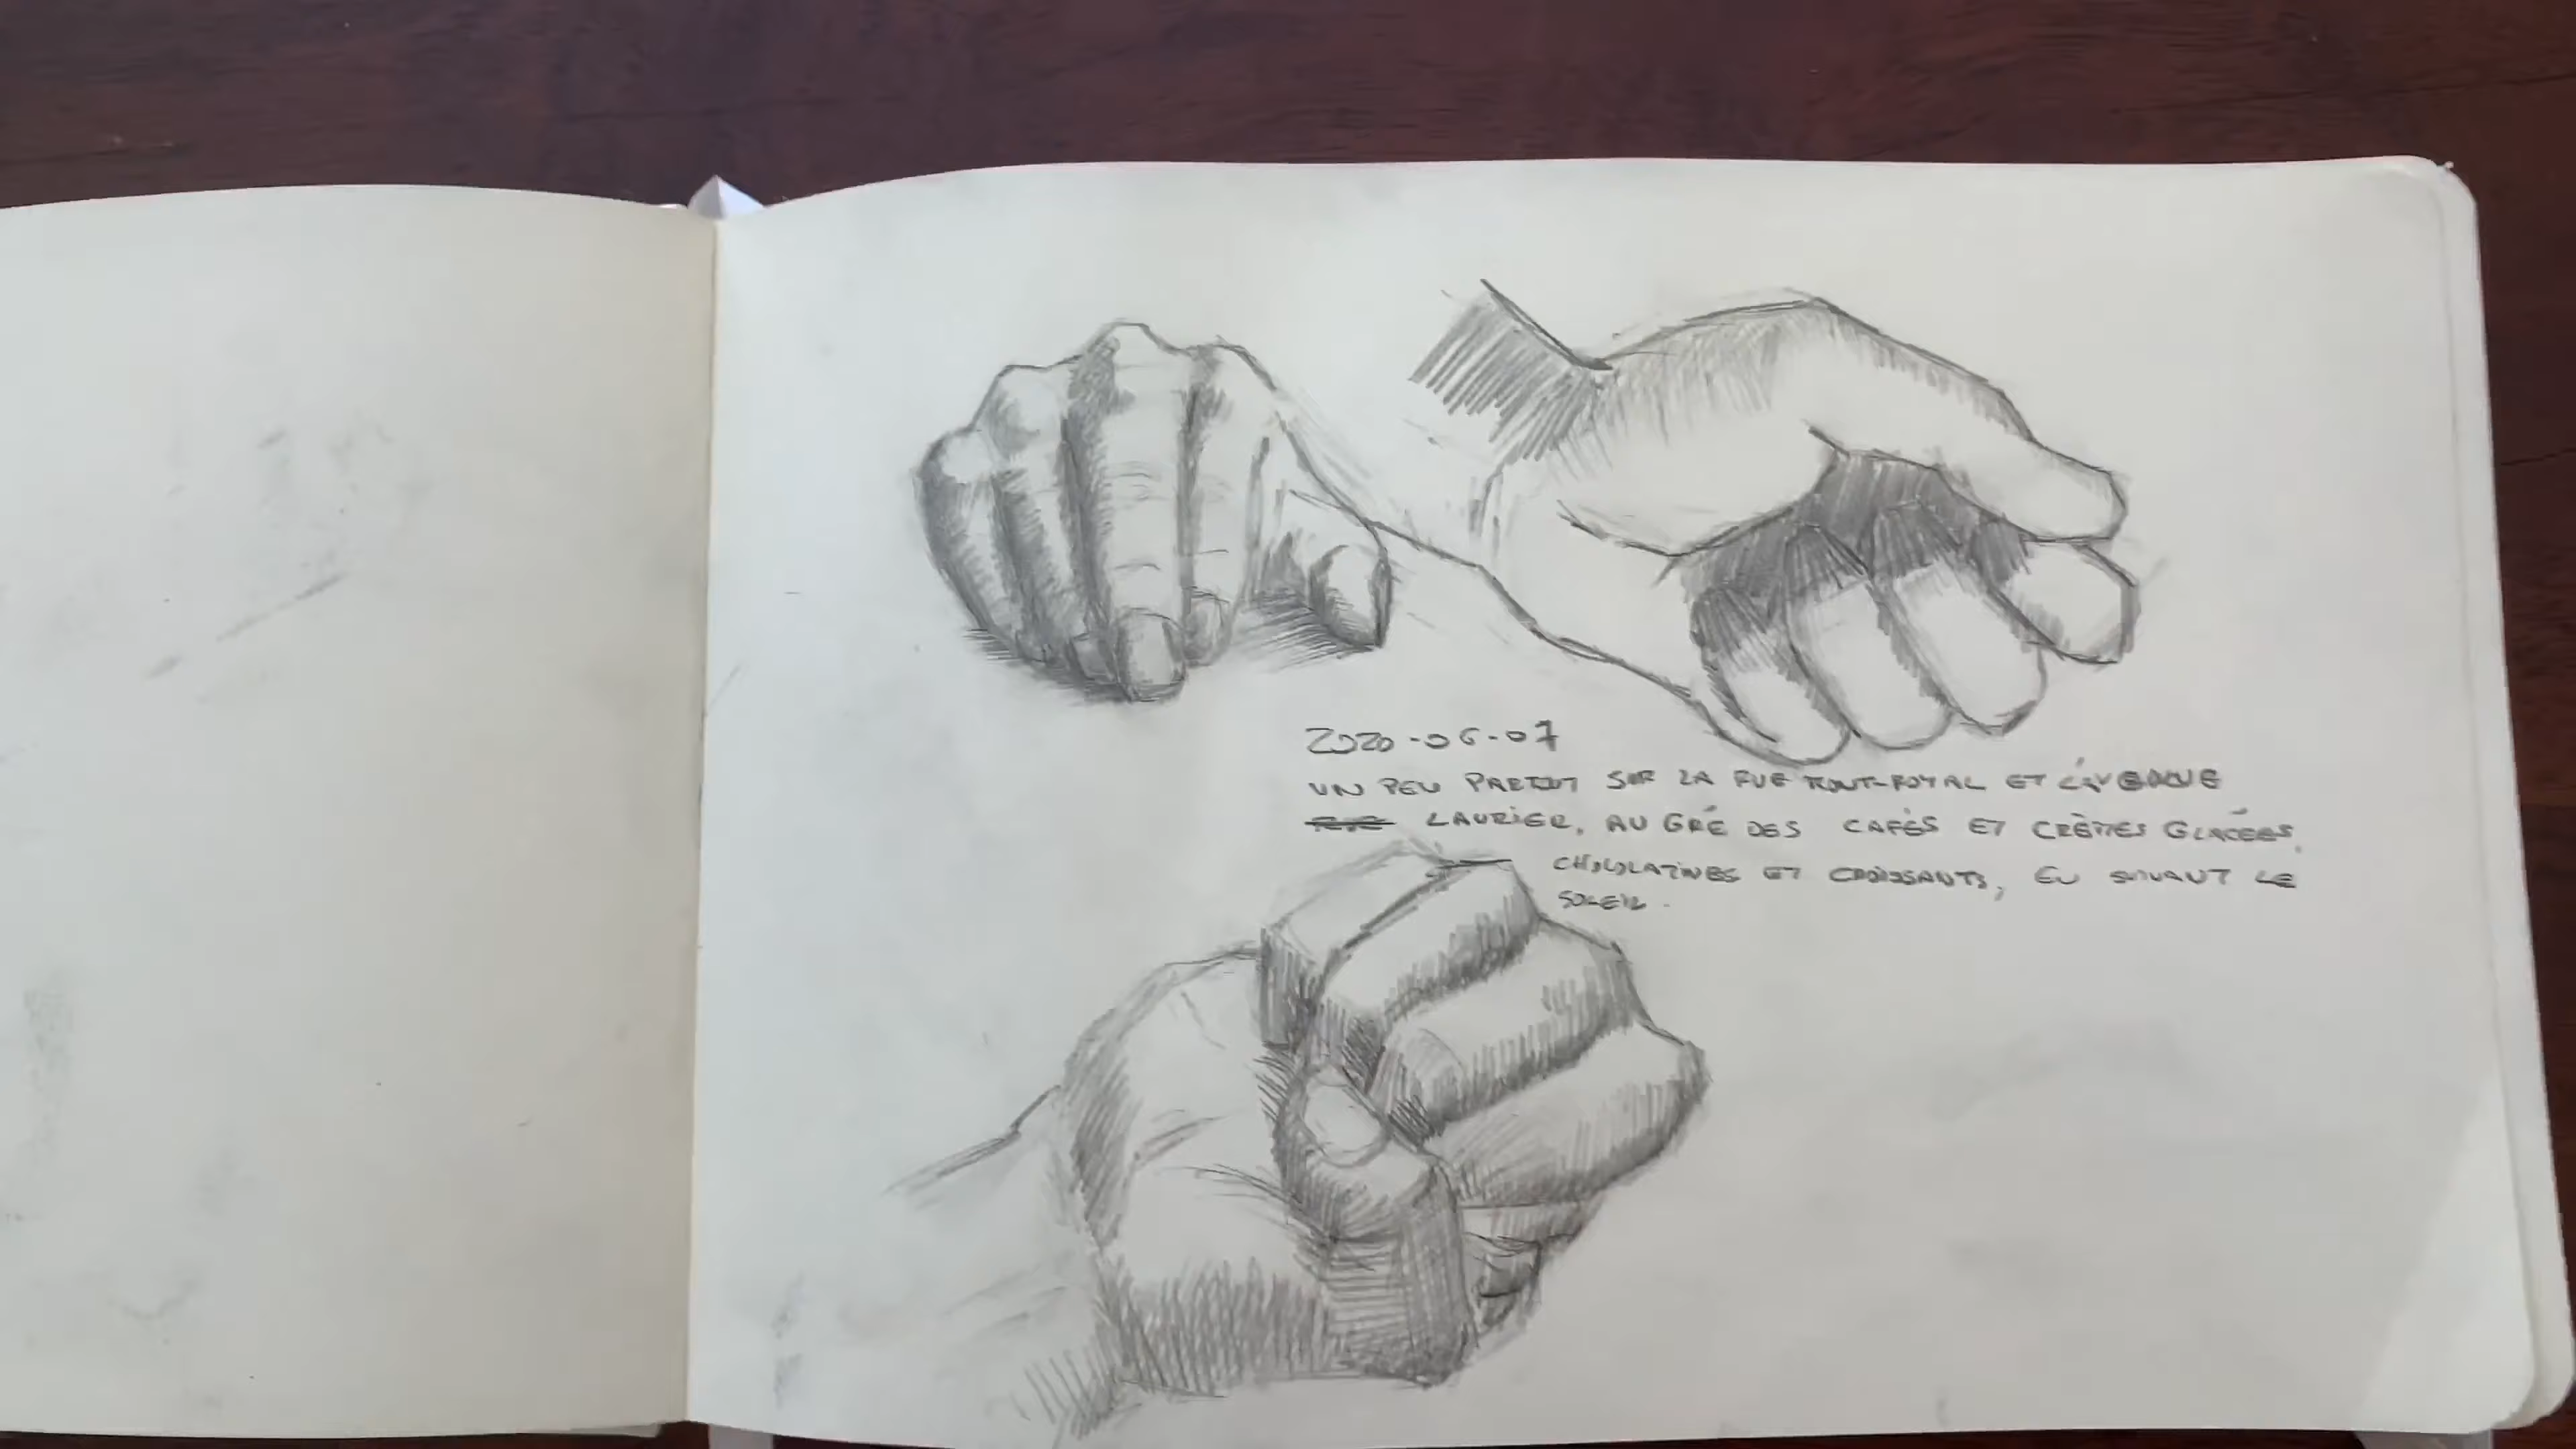 2020-06-07
UN PEU PARTOUT SUR LA RUE MONT-ROYAL ET L'AVENUE
LAURIER, AU GRÉ DES CAFÉS ET CRÈMES GLACÉES,
CHOCOLATINES ET CROISSANTS, EN SUIVANT LE
SOLEIL.